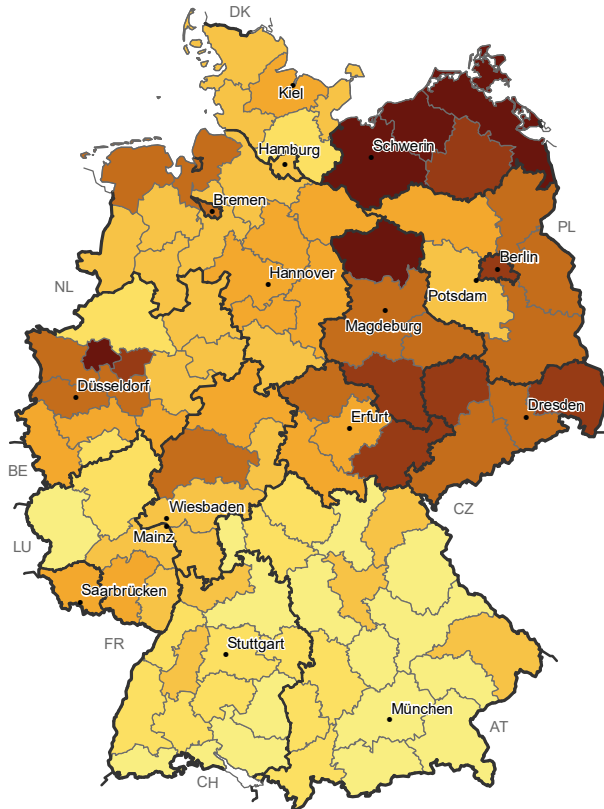 DK
Kiel
Hamburg
Schwerin
Bremen
PL
Berlin
Hannover
NL
Potsdam
Magdeburg
Düsseldorf
Dresden
Erfurt
BE
Wiesbaden
CZ
Mainz
LU
Saarbrücken
FR
Stuttgart
München
AT
CH